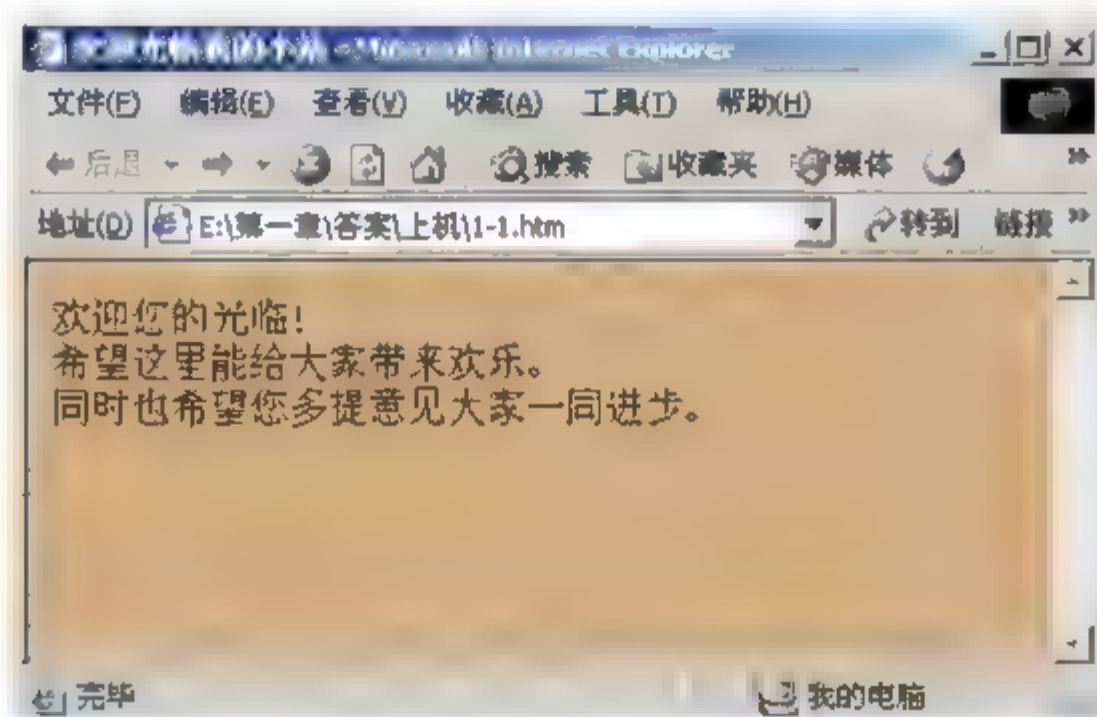 Microsoft Internet Explorer
文件(F) 编辑(E) 查看(V) 收藏(A) 工具(T) 帮助(H)
后退 搜索 收藏夹 媒体
地址(D) E:\第一章\答案\上机\1-1.htm 转到 链接
欢迎您的光临!
希望这里能给大家带来欢乐。
同时也希望您多提意见大家一同进步。
完毕 我的电脑